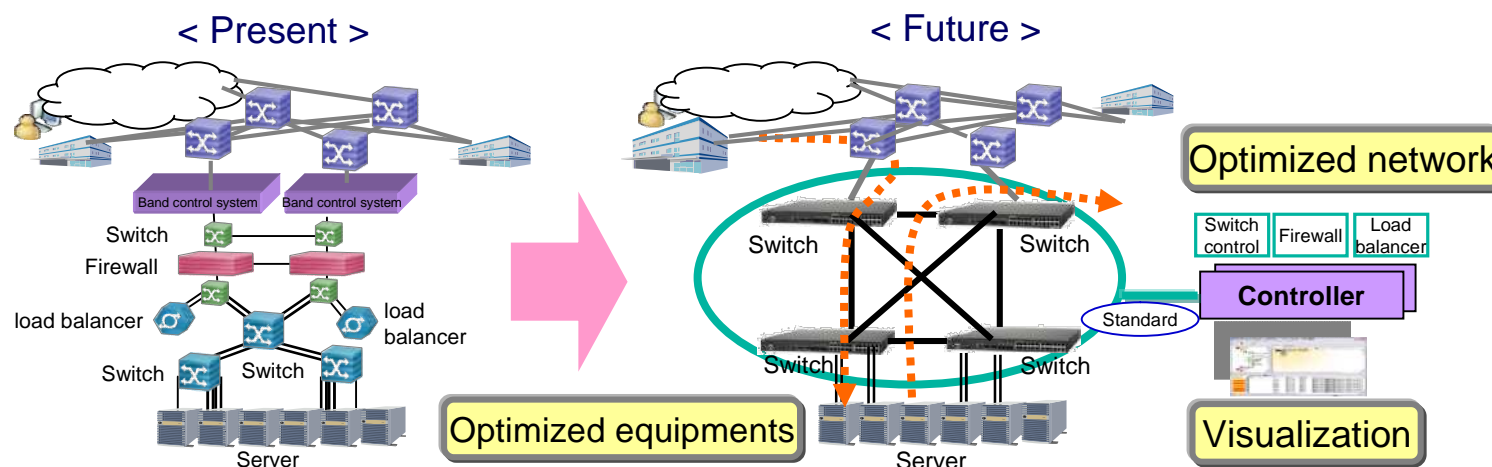 < Present >
Band control system
Band control system
Switch
Firewall
load balancer
load
balancer
Switch
Switch
Server
Optimized equipments
< Future >
Switch
Switch
Switch
Switch
Server
Optimized network
Switch
control
Firewall
Load
balancer
Controller
Standard
Visualization